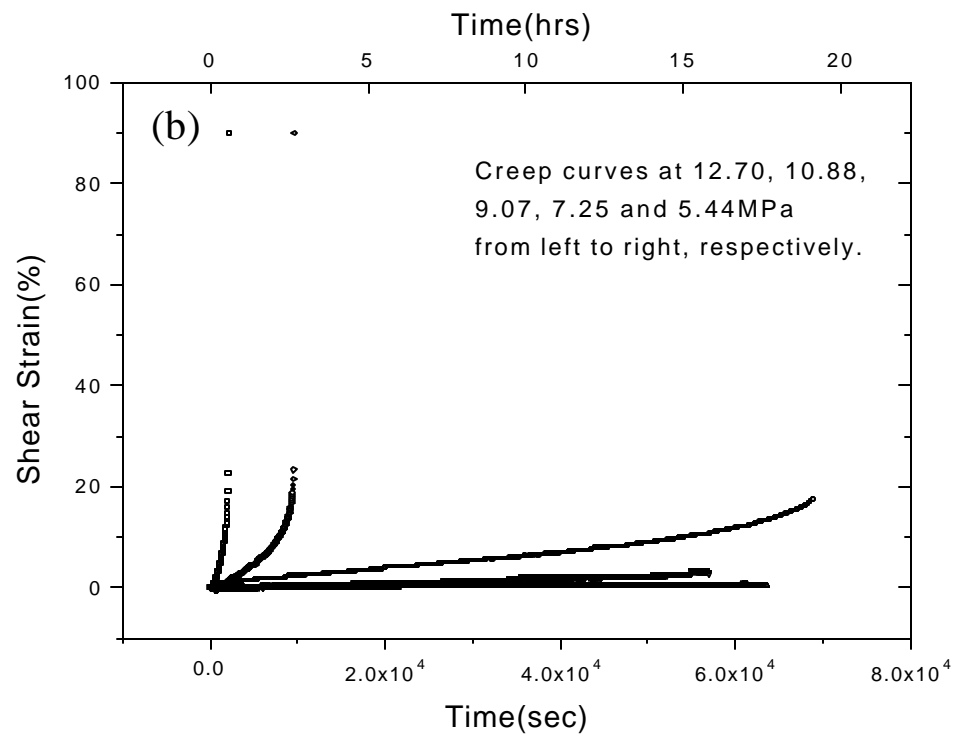 Time(hrs)
0 5 10 15 20
100
(b)
Creep curves at 12.70, 10.88,
80
9.07, 7.25 and 5.44MPa
from left to right, respectively.
60
Shear Strain(%)
40
20
0
0.0 2.0x10⁴ 4.0x10⁴ 6.0x10⁴ 8.0x10⁴
Time(sec)